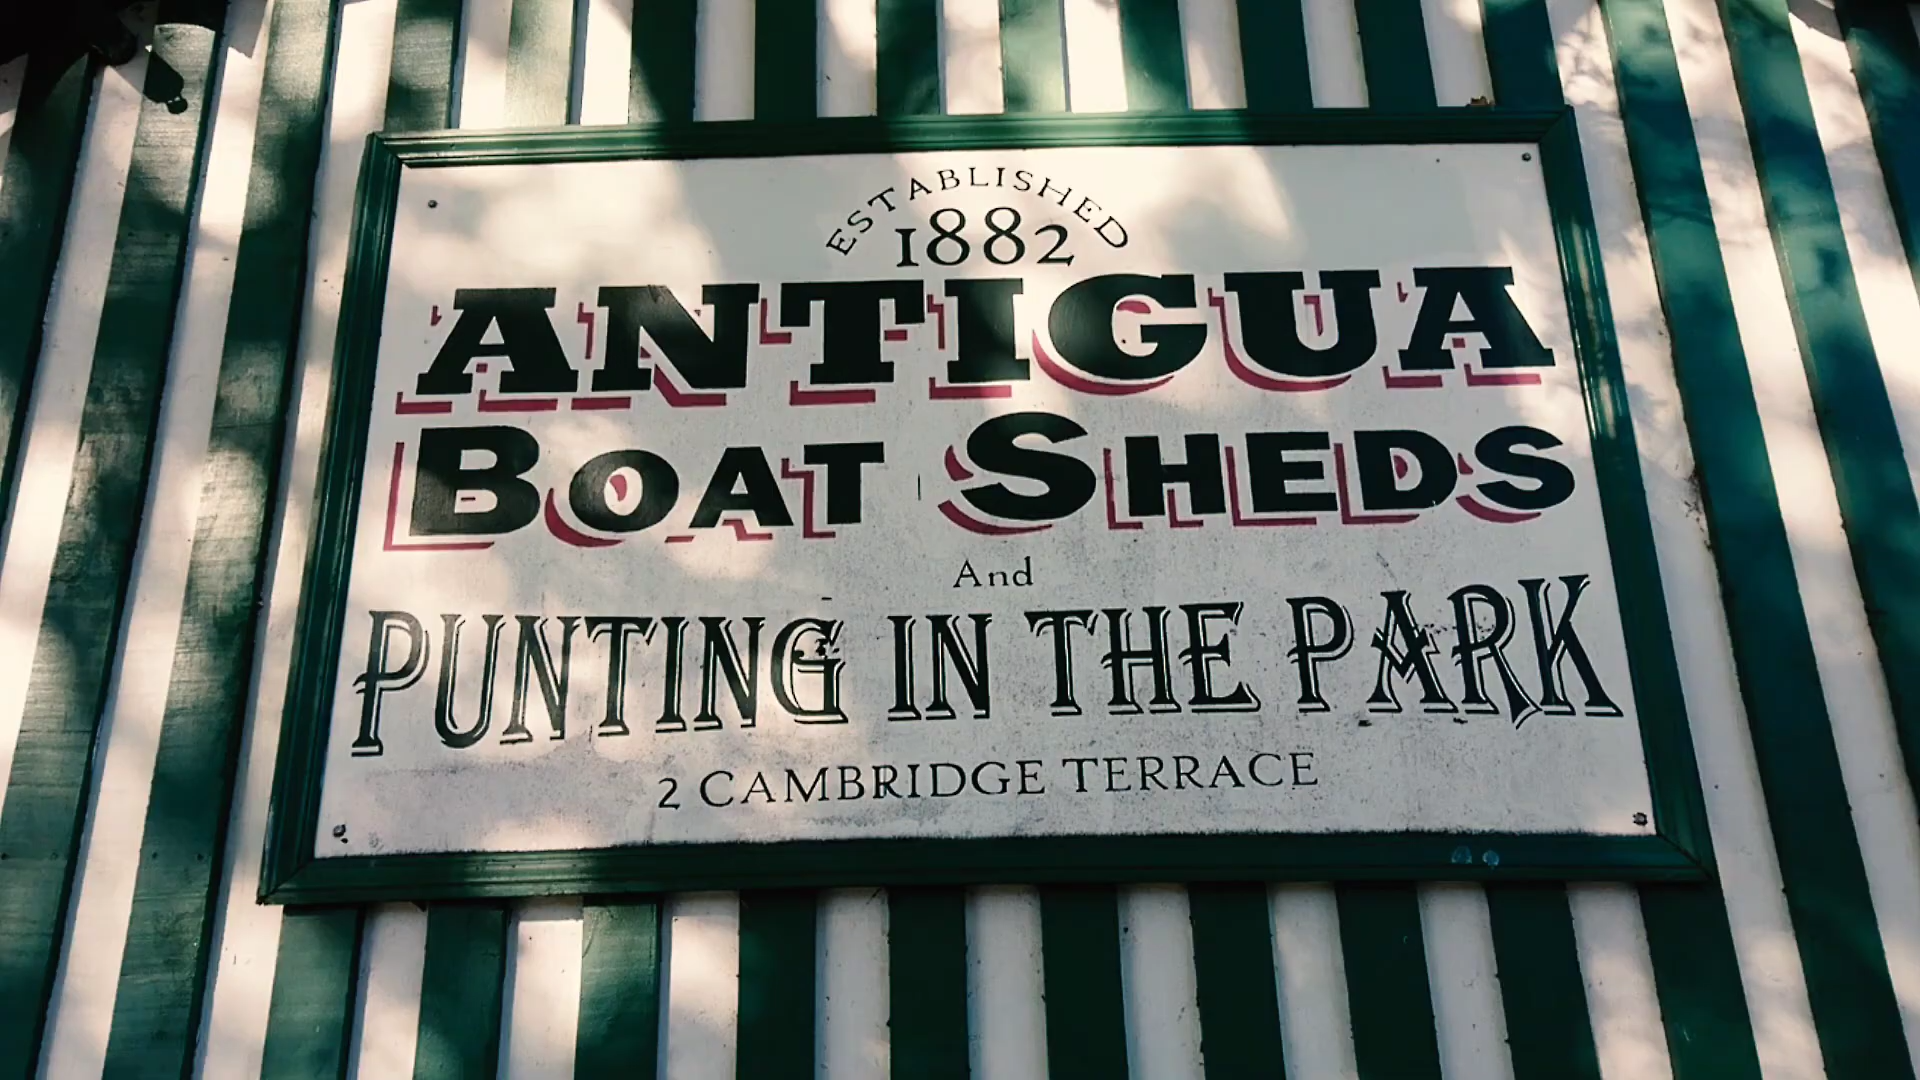 ESTABLISHED
1882
ANTIGUA
BOAT SHEDS
And
PUNTING IN THE PARK
2 CAMBRIDGE TERRACE